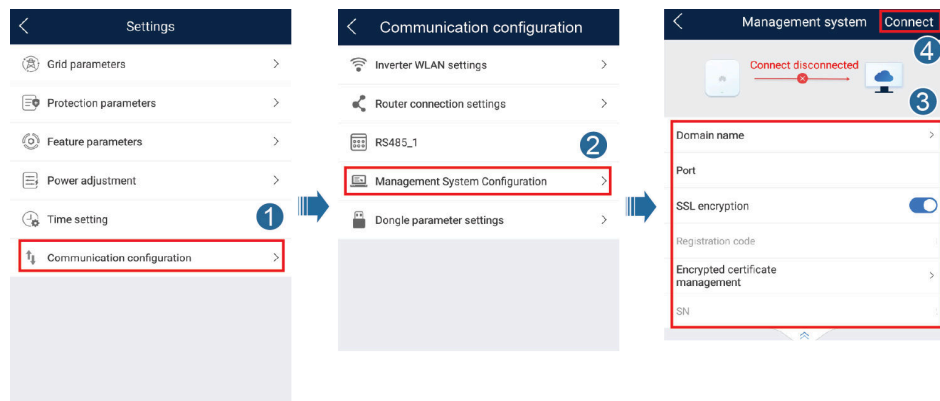 Settings
Grid parameters
Protection parameters
Feature parameters
Power adjustment
Time setting
1
Communication configuration
Communication configuration
Inverter WLAN settings
Router connection settings
RS485_1
2
Management System Configuration
Dongle parameter settings
Management system Connect
4
Connect disconnected
3
Domain name
Port
SSL encryption
Registration code
Encrypted certificate
management
SN